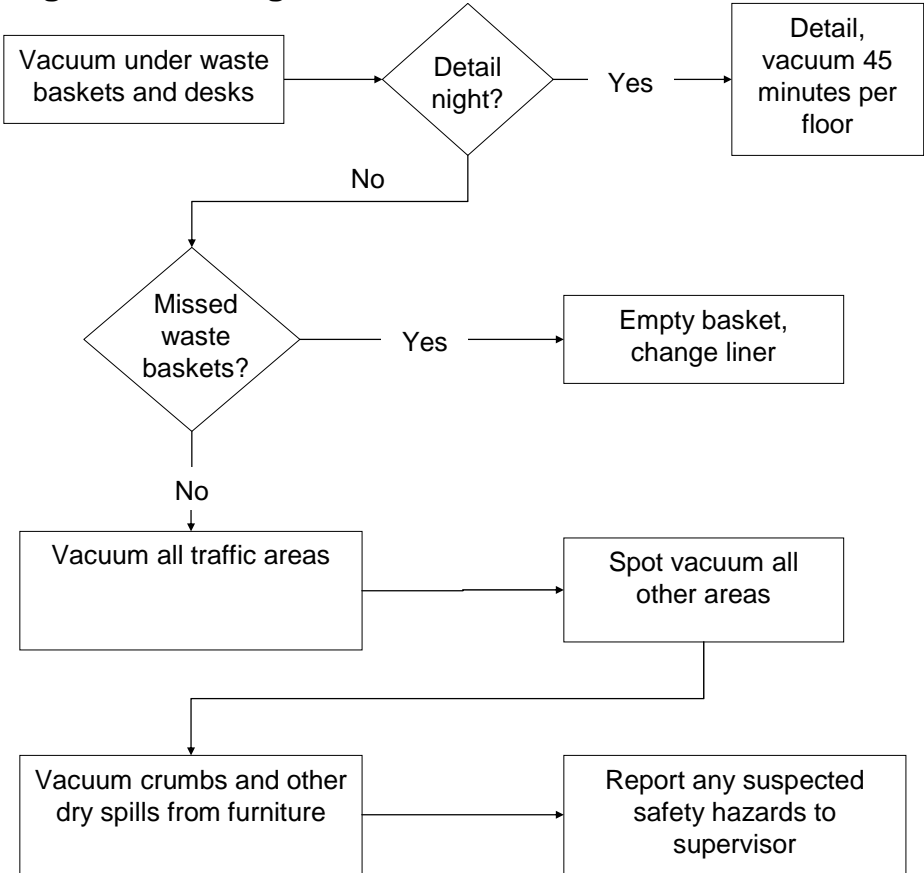 Vacuum under waste
baskets and desks
Detail
night?
Yes
Detail,
vacuum 45
minutes per
floor
No
Missed
waste
baskets?
Yes
Empty basket,
change liner
No
Vacuum all traffic areas
Spot vacuum all
other areas
Vacuum crumbs and other
dry spills from furniture
Report any suspected
safety hazards to
supervisor